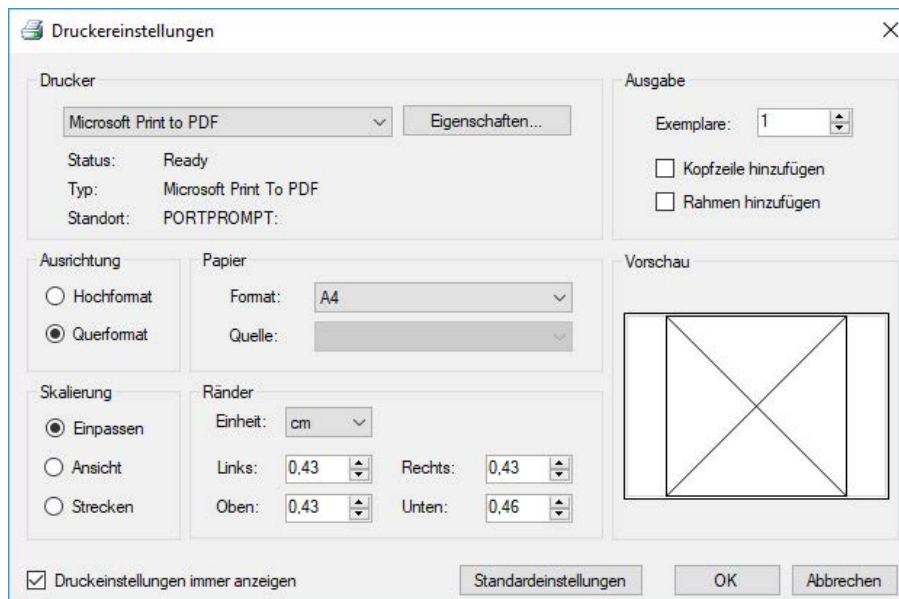 Druckereinstellungen
Drucker
Microsoft Print to PDF
Eigenschaften...
Status: Ready
Typ: Microsoft Print To PDF
Standort: PORTPROMPT:
Ausgabe
Exemplare: 1
Kopfzeile hinzufügen
Rahmen hinzufügen
Ausrichtung
Hochformat
Querformat
Papier
Format: A4
Quelle:
Vorschau
Skalierung
Einpassen
Ansicht
Strecken
Ränder
Einheit: cm
Links: 0,43 Rechts: 0,43
Oben: 0,43 Unten: 0,46
Druckeinstellungen immer anzeigen
Standardeinstellungen
OK
Abbrechen